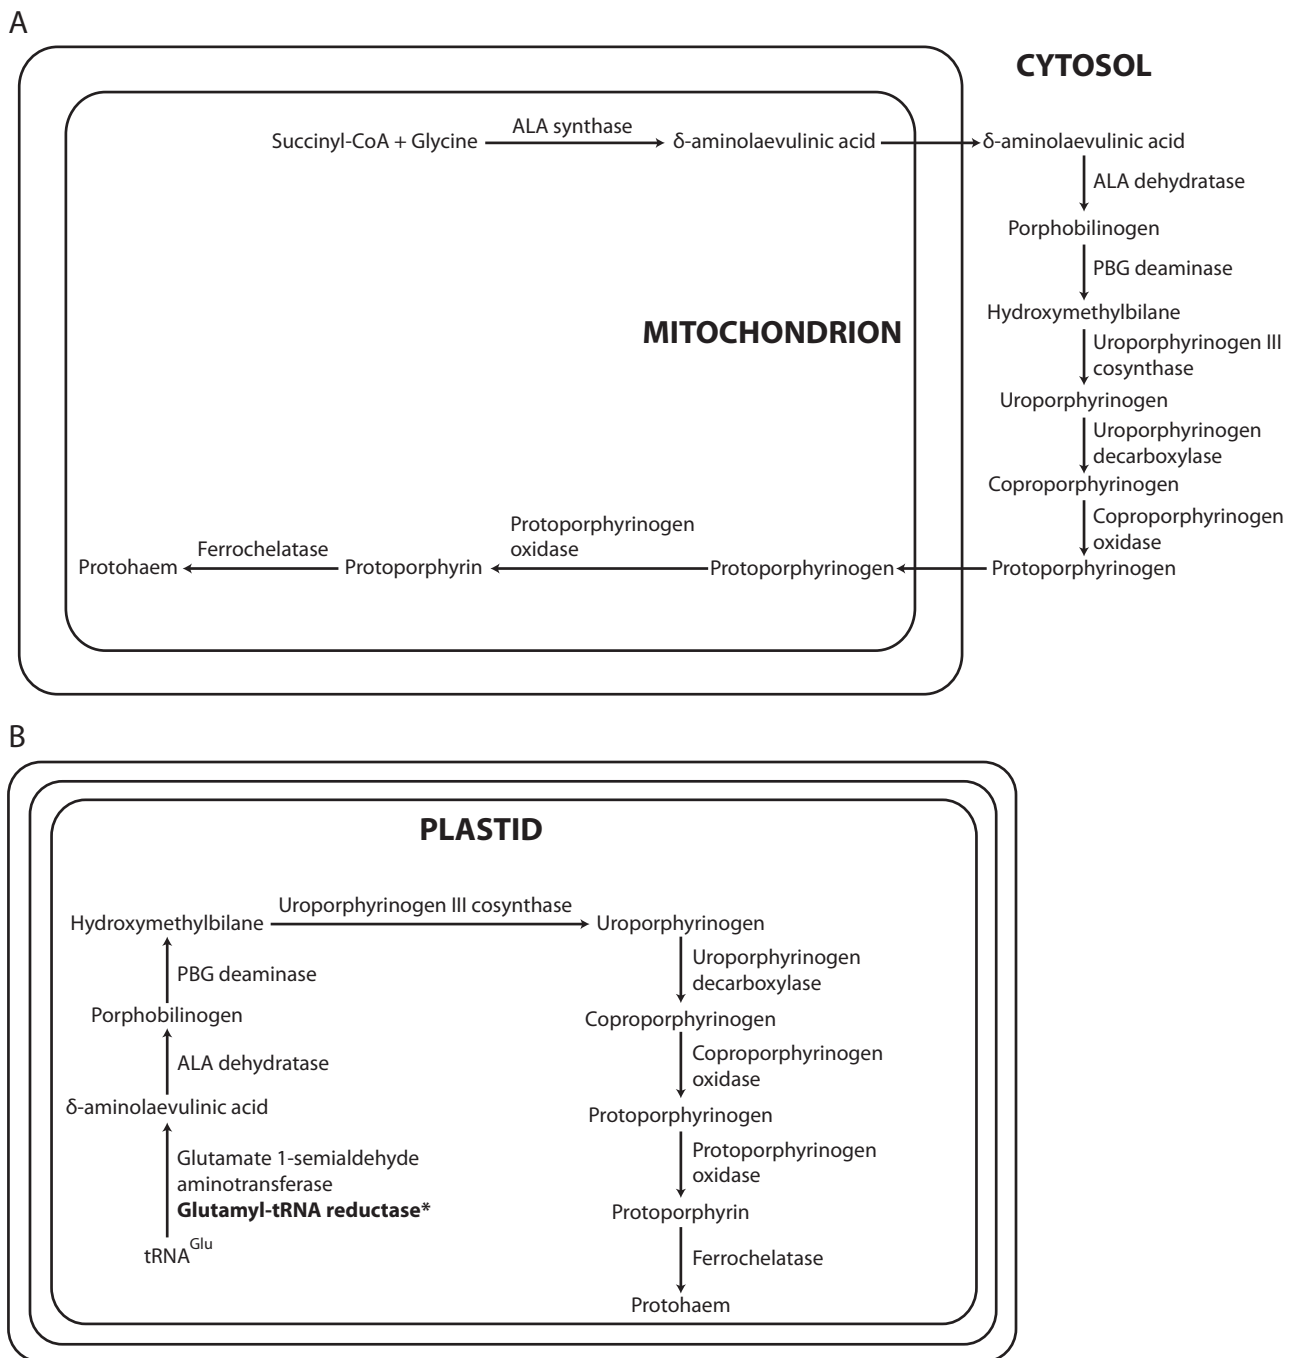 A
CYTOSOL
Succinyl-CoA + Glycine
ALA synthase
δ-aminolaevulinic acid
δ-aminolaevulinic acid
ALA dehydratase
Porphobilinogen
PBG deaminase
Hydroxymethylbilane
MITOCHONDRION
Uroporphyrinogen III
cosynthase
Uroporphyrinogen
Uroporphyrinogen
decarboxylase
Coproporphyrinogen
Coproporphyrinogen
oxidase
Protoporphyrinogen
Protoporphyrinogen
Protoporphyrinogen
oxidase
Protoporphyrin
Ferrochelatase
Protohaem
B
PLASTID
Hydroxymethylbilane
Uroporphyrinogen III cosynthase
Uroporphyrinogen
PBG deaminase
Porphobilinogen
ALA dehydratase
δ-aminolaevulinic acid
Glutamate 1-semialdehyde
aminotransferase
Glutamyl-tRNA reductase*
tRNA^Glu
Uroporphyrinogen
decarboxylase
Coproporphyrinogen
Coproporphyrinogen
oxidase
Protoporphyrinogen
Protoporphyrinogen
oxidase
Protoporphyrin
Ferrochelatase
Protohaem